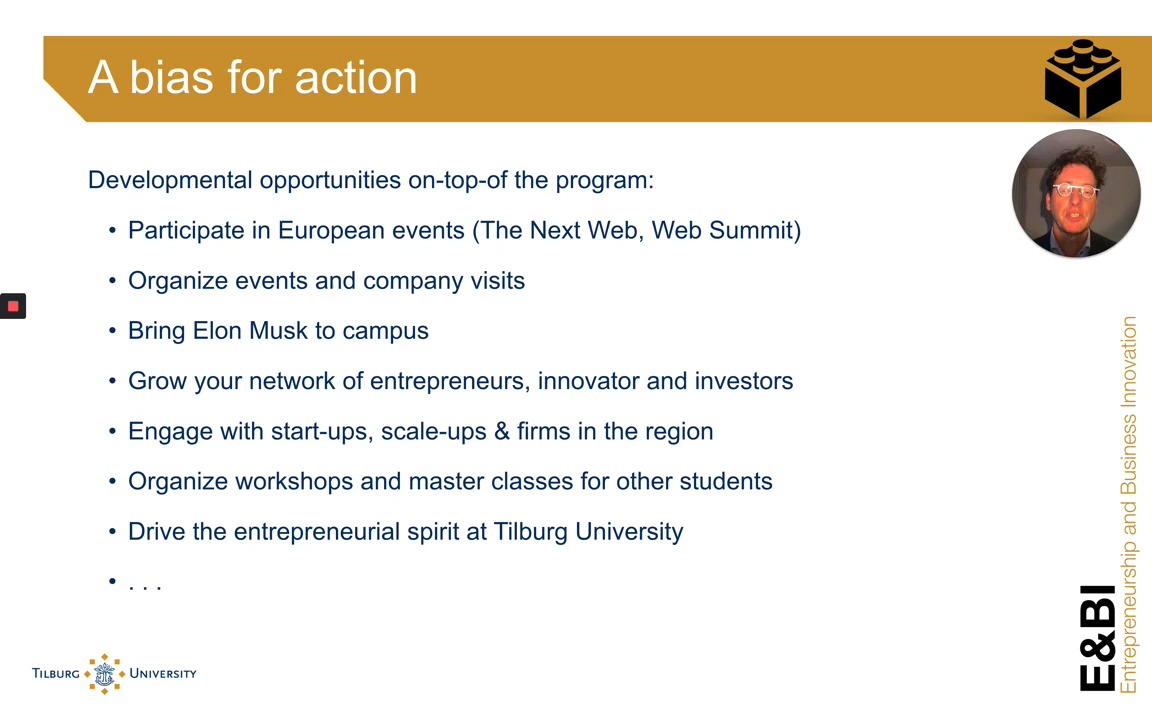 A bias for action
Developmental opportunities on-top-of the program:
• Participate in European events (The Next Web, Web Summit)
• Organize events and company visits
• Bring Elon Musk to campus
• Grow your network of entrepreneurs, innovator and investors
• Engage with start-ups, scale-ups & firms in the region
• Organize workshops and master classes for other students
• Drive the entrepreneurial spirit at Tilburg University
• . . .
TILBURG UNIVERSITY
E&BI
Entrepreneurship and Business Innovation